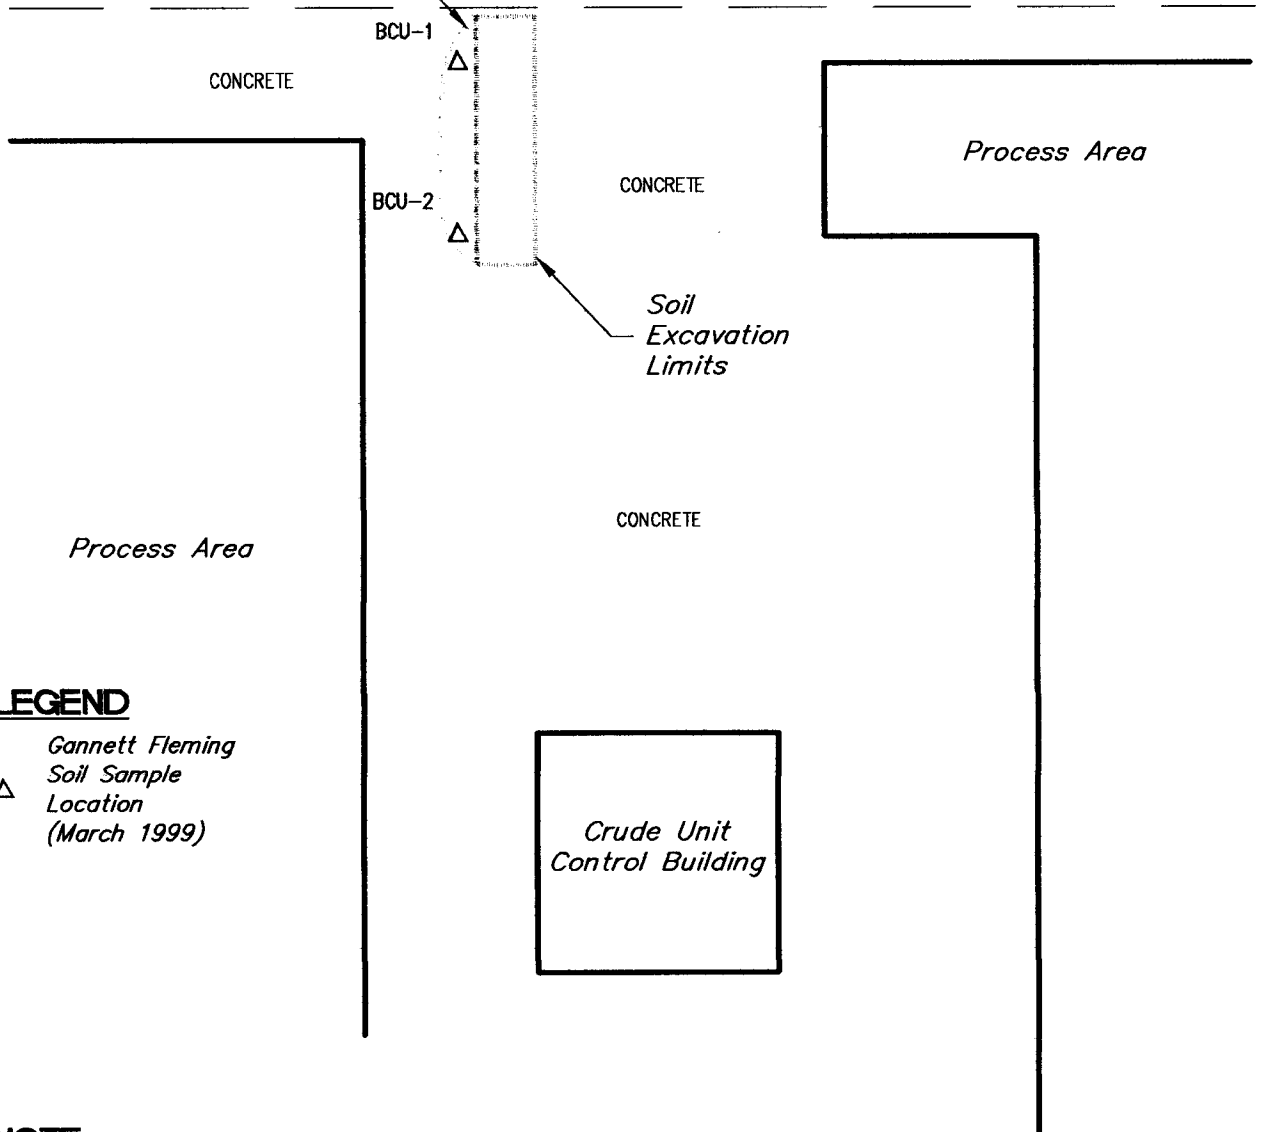 BCU-1
CONCRETE
Process Area
CONCRETE
BCU-2
Soil
Excavation
Limits
CONCRETE
Process Area
LEGEND
Gannett Fleming
Soil Sample
Location
(March 1999)
Crude Unit
Control Building